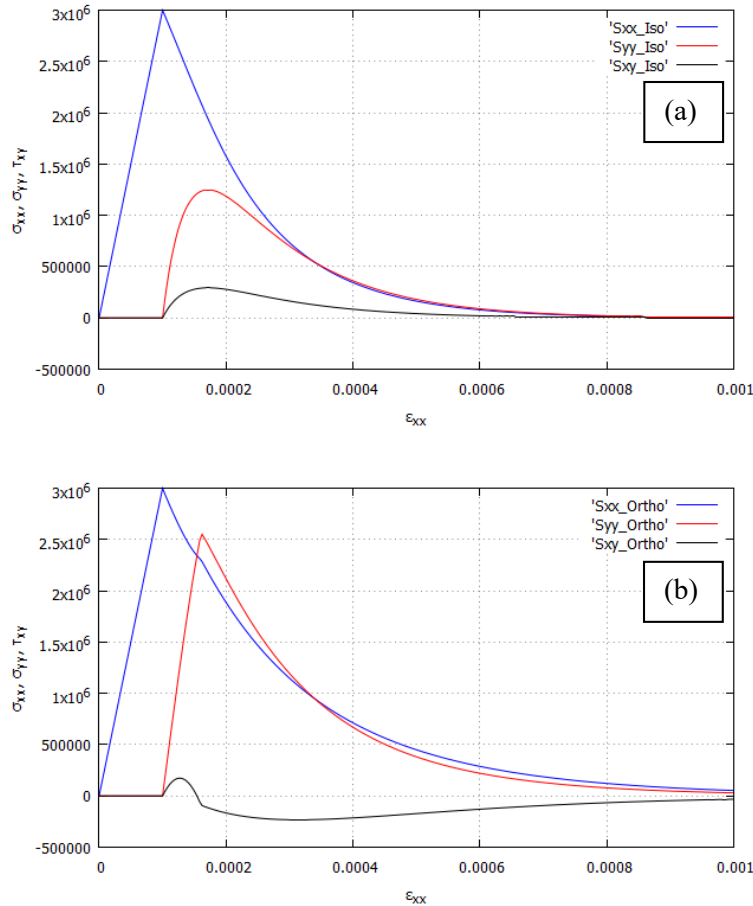 3x10⁶
2.5x10⁶
2x10⁶
1.5x10⁶
1x10⁶
500000
0
-500000
σxx, σyy, τxy
'Sxx_Iso'
'Syy_Iso'
'Sxy_Iso'
(a)
0 0.0002 0.0004 0.0006 0.0008 0.001
εxx
3x10⁶
2.5x10⁶
2x10⁶
1.5x10⁶
1x10⁶
500000
0
-500000
σxx, σyy, τxy
'Sxx_Ortho'
'Syy_Ortho'
'Sxy_Ortho'
(b)
0 0.0002 0.0004 0.0006 0.0008 0.001
εxx